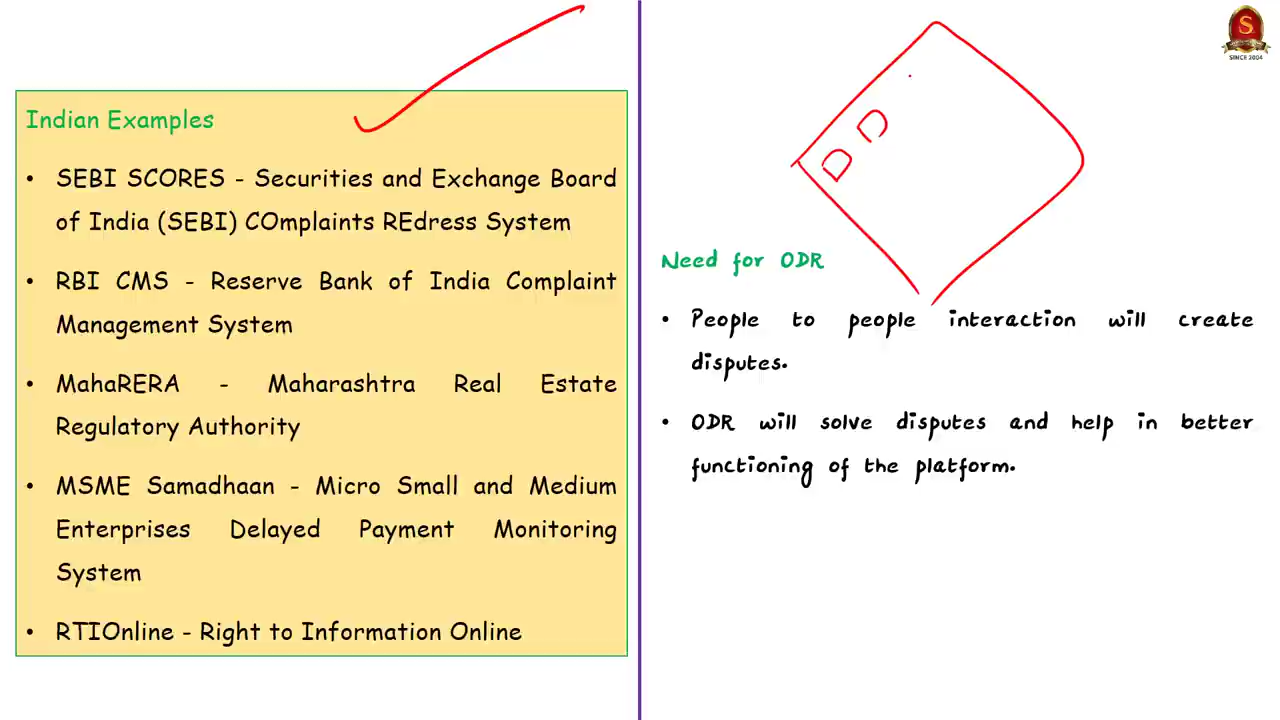 Indian Examples
• SEBI SCORES - Securities and Exchange Board
of India (SEBI) COmplaints REdress System
• RBI CMS - Reserve Bank of India Complaint
Management System
• MahaRERA - Maharashtra Real Estate
Regulatory Authority
• MSME Samadhaan - Micro Small and Medium
Enterprises Delayed Payment Monitoring
System
• RTIOnline - Right to Information Online
Need for ODR
• People to people interaction will create
disputes.
• ODR will solve disputes and help in better
functioning of the platform.
S
SINCE 2004